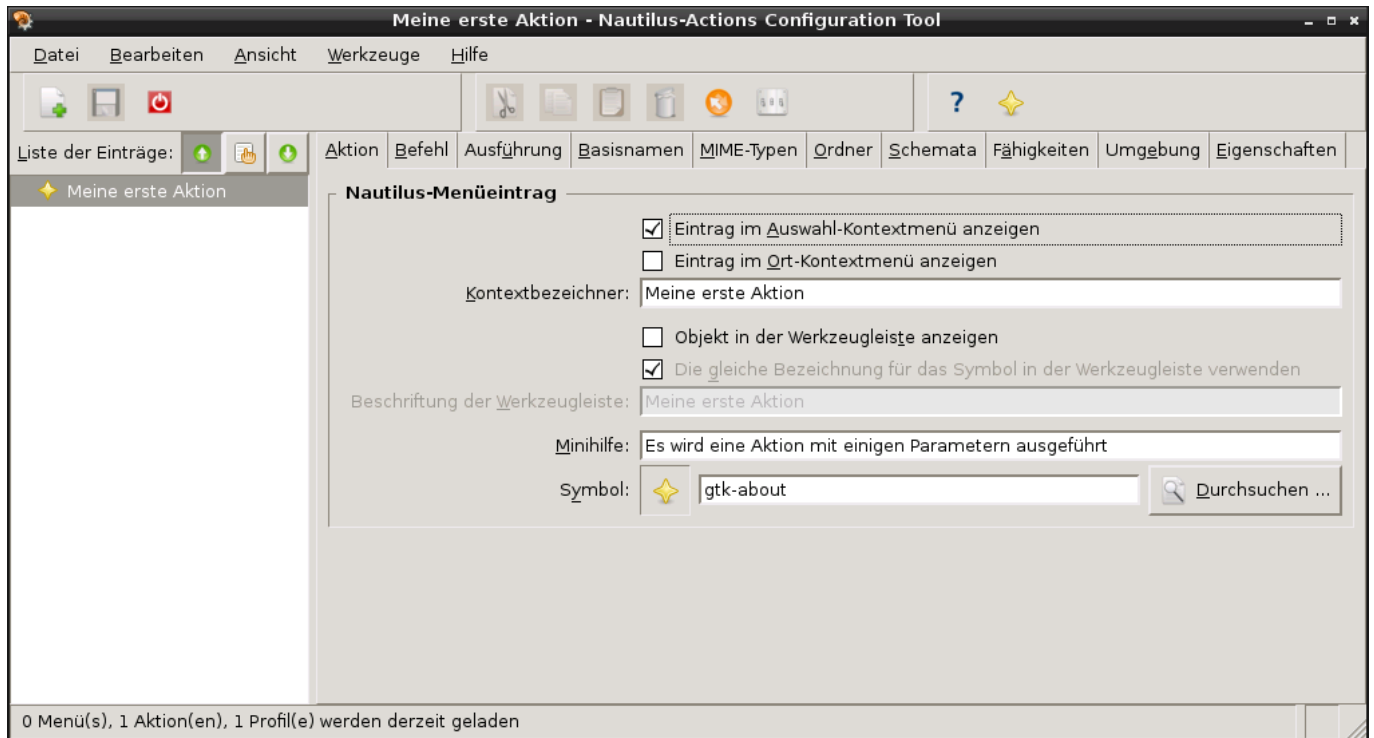 Meine erste Aktion - Nautilus-Actions Configuration Tool
Datei Bearbeiten Ansicht Werkzeuge Hilfe
Liste der Einträge:
Aktion Befehl Ausführung Basisnamen MIME-Typen Ordner Schemata Fähigkeiten Umgebung Eigenschaften
Meine erste Aktion
Nautilus-Menüeintrag
Eintrag im Auswahl-Kontextmenü anzeigen
Eintrag im Ort-Kontextmenü anzeigen
Kontextbezeichner: Meine erste Aktion
Objekt in der Werkzeugleiste anzeigen
Die gleiche Bezeichnung für das Symbol in der Werkzeugleiste verwenden
Beschriftung der Werkzeugleiste: Meine erste Aktion
Minihilfe: Es wird eine Aktion mit einigen Parametern ausgeführt
Symbol: gtk-about Durchsuchen ...
0 Menü(s), 1 Aktion(en), 1 Profil(e) werden derzeit geladen